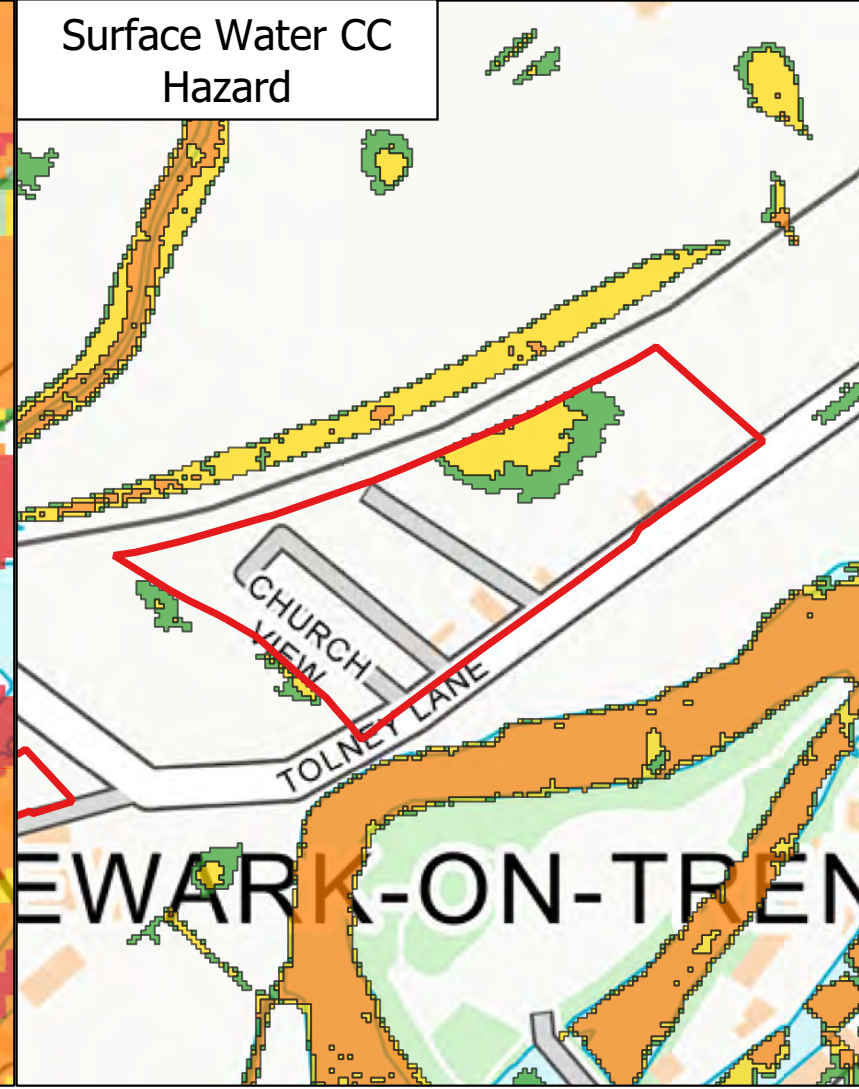 Surface Water CC
Hazard
CHURCH
VIEW
TOLNEY LANE
EWARK-ON-TREN